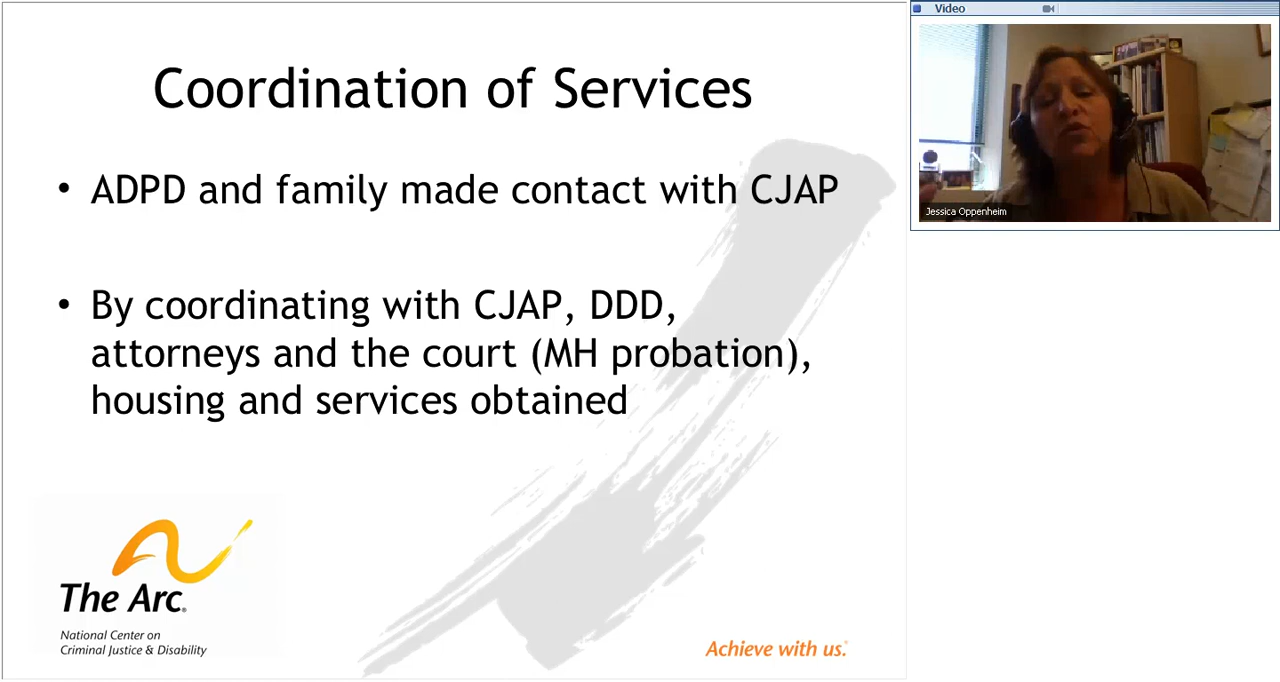 Coordination of Services
• ADPD and family made contact with CJAP
• By coordinating with CJAP, DDD,
attorneys and the court (MH probation),
housing and services obtained
The Arc®
National Center on
Criminal Justice & Disability
Achieve with us.®
Video
Jessica Oppenheim